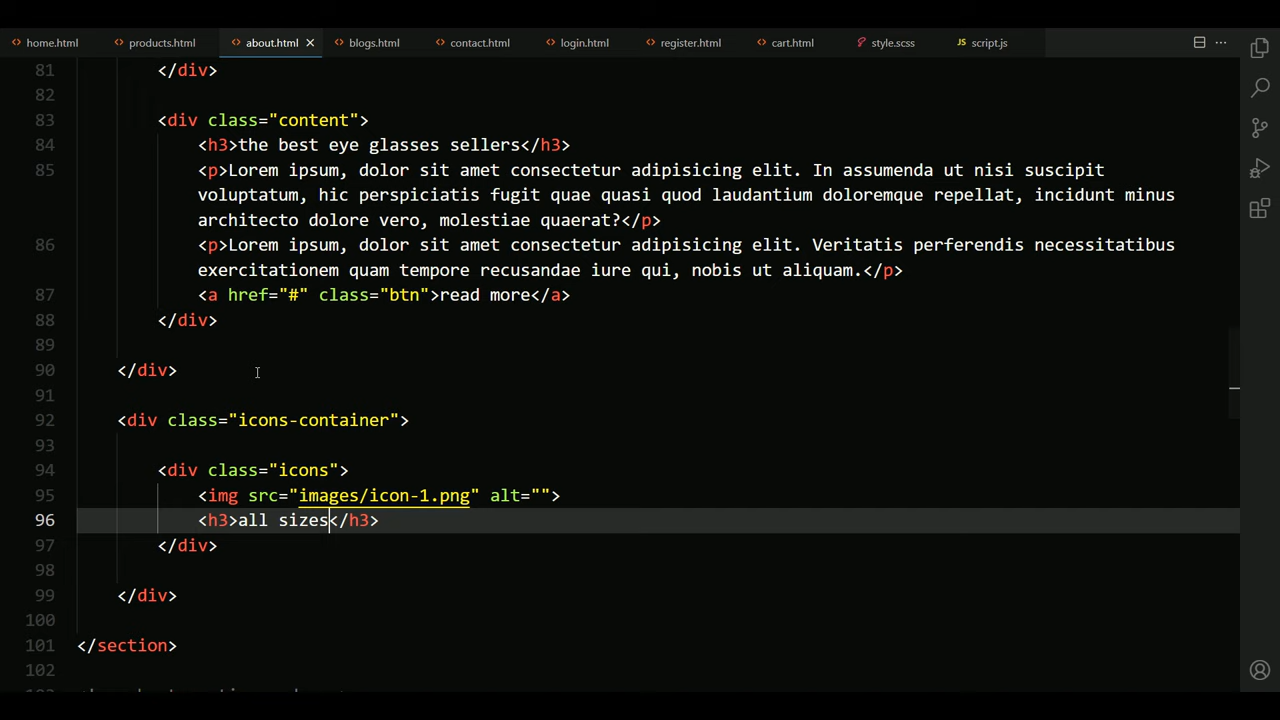 home.html products.html about.html blogs.html contact.html login.html register.html cart.html style.scss JS script.js
81 </div>
82
83 <div class="content">
84 <h3>the best eye glasses sellers</h3>
85 <p>Lorem ipsum, dolor sit amet consectetur adipisicing elit. In assumenda ut nisi suscipit
voluptatum, hic perspiciatis fugit quae quasi quod laudantium doloremque repellat, incidunt minus
architecto dolore vero, molestiae quaerat?</p>
86 <p>Lorem ipsum, dolor sit amet consectetur adipisicing elit. Veritatis perferendis necessitatibus
exercitationem quam tempore recusandae iure qui, nobis ut aliquam.</p>
87 <a href="#" class="btn">read more</a>
88 </div>
89
90 </div>
91
92 <div class="icons-container">
93
94 <div class="icons">
95 <img src="images/icon-1.png" alt="">
96 <h3>all sizes</h3>
97 </div>
98
99 </div>
100
101 </section>
102